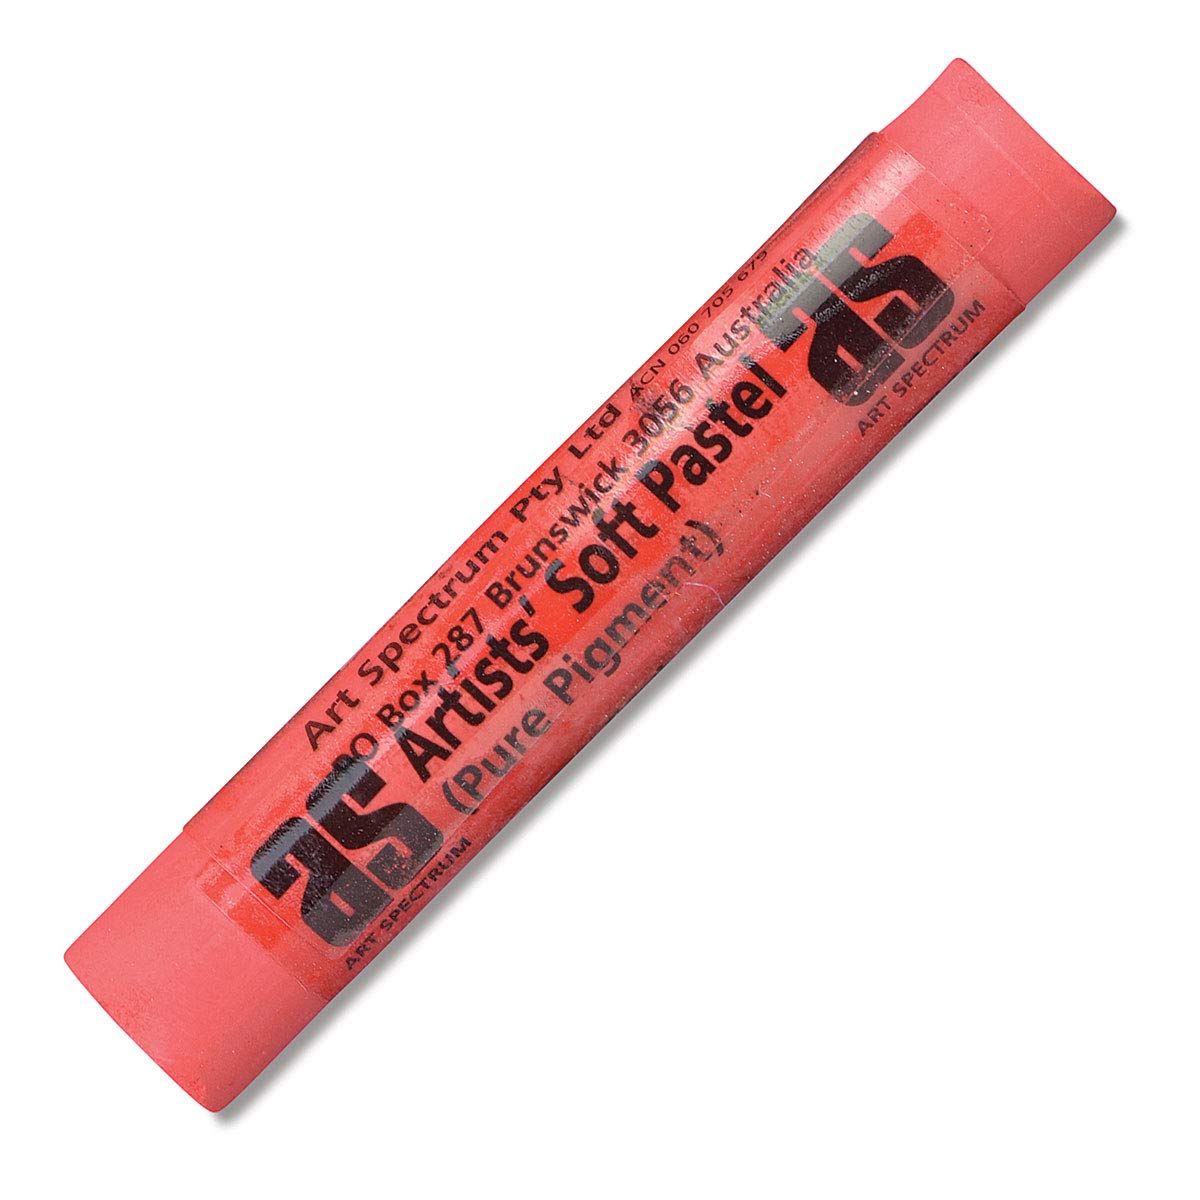 Art Spectrum Pty Ltd ACN 060 705 679
PO Box 287 Brunswick 3056 Australia
as Artists' Soft Pastel as
(Pure Pigment)
ART SPECTRUM
ART SPECTRUM